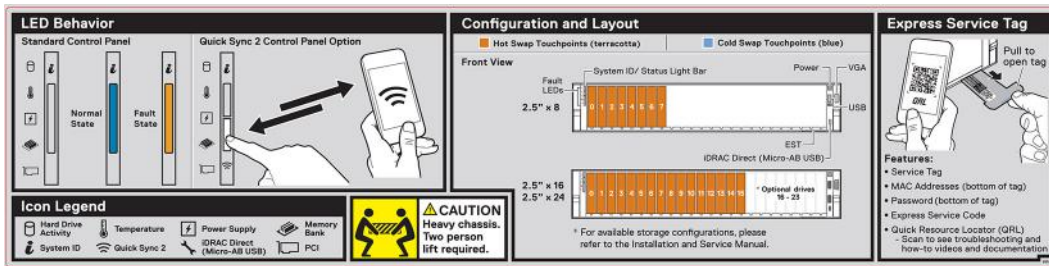 LED Behavior
Standard Control Panel
Quick Sync 2 Control Panel Option
i
i
i
i
Normal
State
Fault
State
Icon Legend
Hard Drive
Activity
Temperature
Power Supply
Memory
Bank
i System ID
Quick Sync 2
iDRAC Direct
(Micro-AB USB)
PCI
CAUTION
Heavy chassis.
Two person
lift required.
Configuration and Layout
Hot Swap Touchpoints (terracotta)
Cold Swap Touchpoints (blue)
Front View
Fault
LEDs
System ID/ Status Light Bar
Power
VGA
2.5" x 8
0 1 2 3 4 5 6 7
USB
EST
iDRAC Direct (Micro-AB USB)
2.5" x 16
2.5" x 24
0 1 2 3 4 5 6 7 8 9 10 11 12 13 14 15
* Optional drives
16 - 23
* For available storage configurations, please
refer to the Installation and Service Manual.
Express Service Tag
Pull to
open tag
QRL
Features:
• Service Tag
• MAC Addresses (bottom of tag)
• Password (bottom of tag)
• Express Service Code
• Quick Resource Locator (QRL)
- Scan to see troubleshooting and
how-to videos and documentation